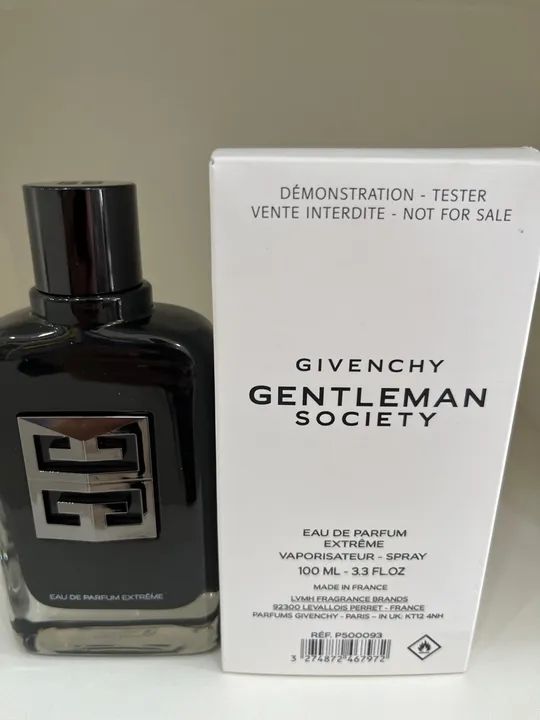 DÉMONSTRATION - TESTER
VENTE INTERDITE - NOT FOR SALE
GIVENCHY
GENTLEMAN
SOCIETY
EAU DE PARFUM
EXTRÊME
VAPORISATEUR - SPRAY
100 ML - 3.3 FL.OZ
MADE IN FRANCE
LVMH FRAGRANCE BRANDS
92300 LEVALLOIS PERRET - FRANCE
PARFUMS GIVENCHY - PARIS - IN UK: KT12 4NH
RÉF. P500093
3 274872 467972
EAU DE PARFUM EXTRÊME